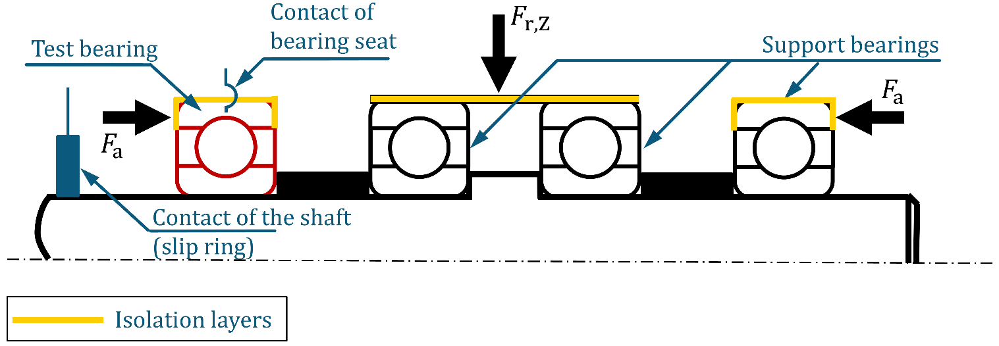 Contact of
bearing seat
F_r,Z
Test bearing
Support bearings
F_a
F_a
Contact of the shaft
(slip ring)
Isolation layers